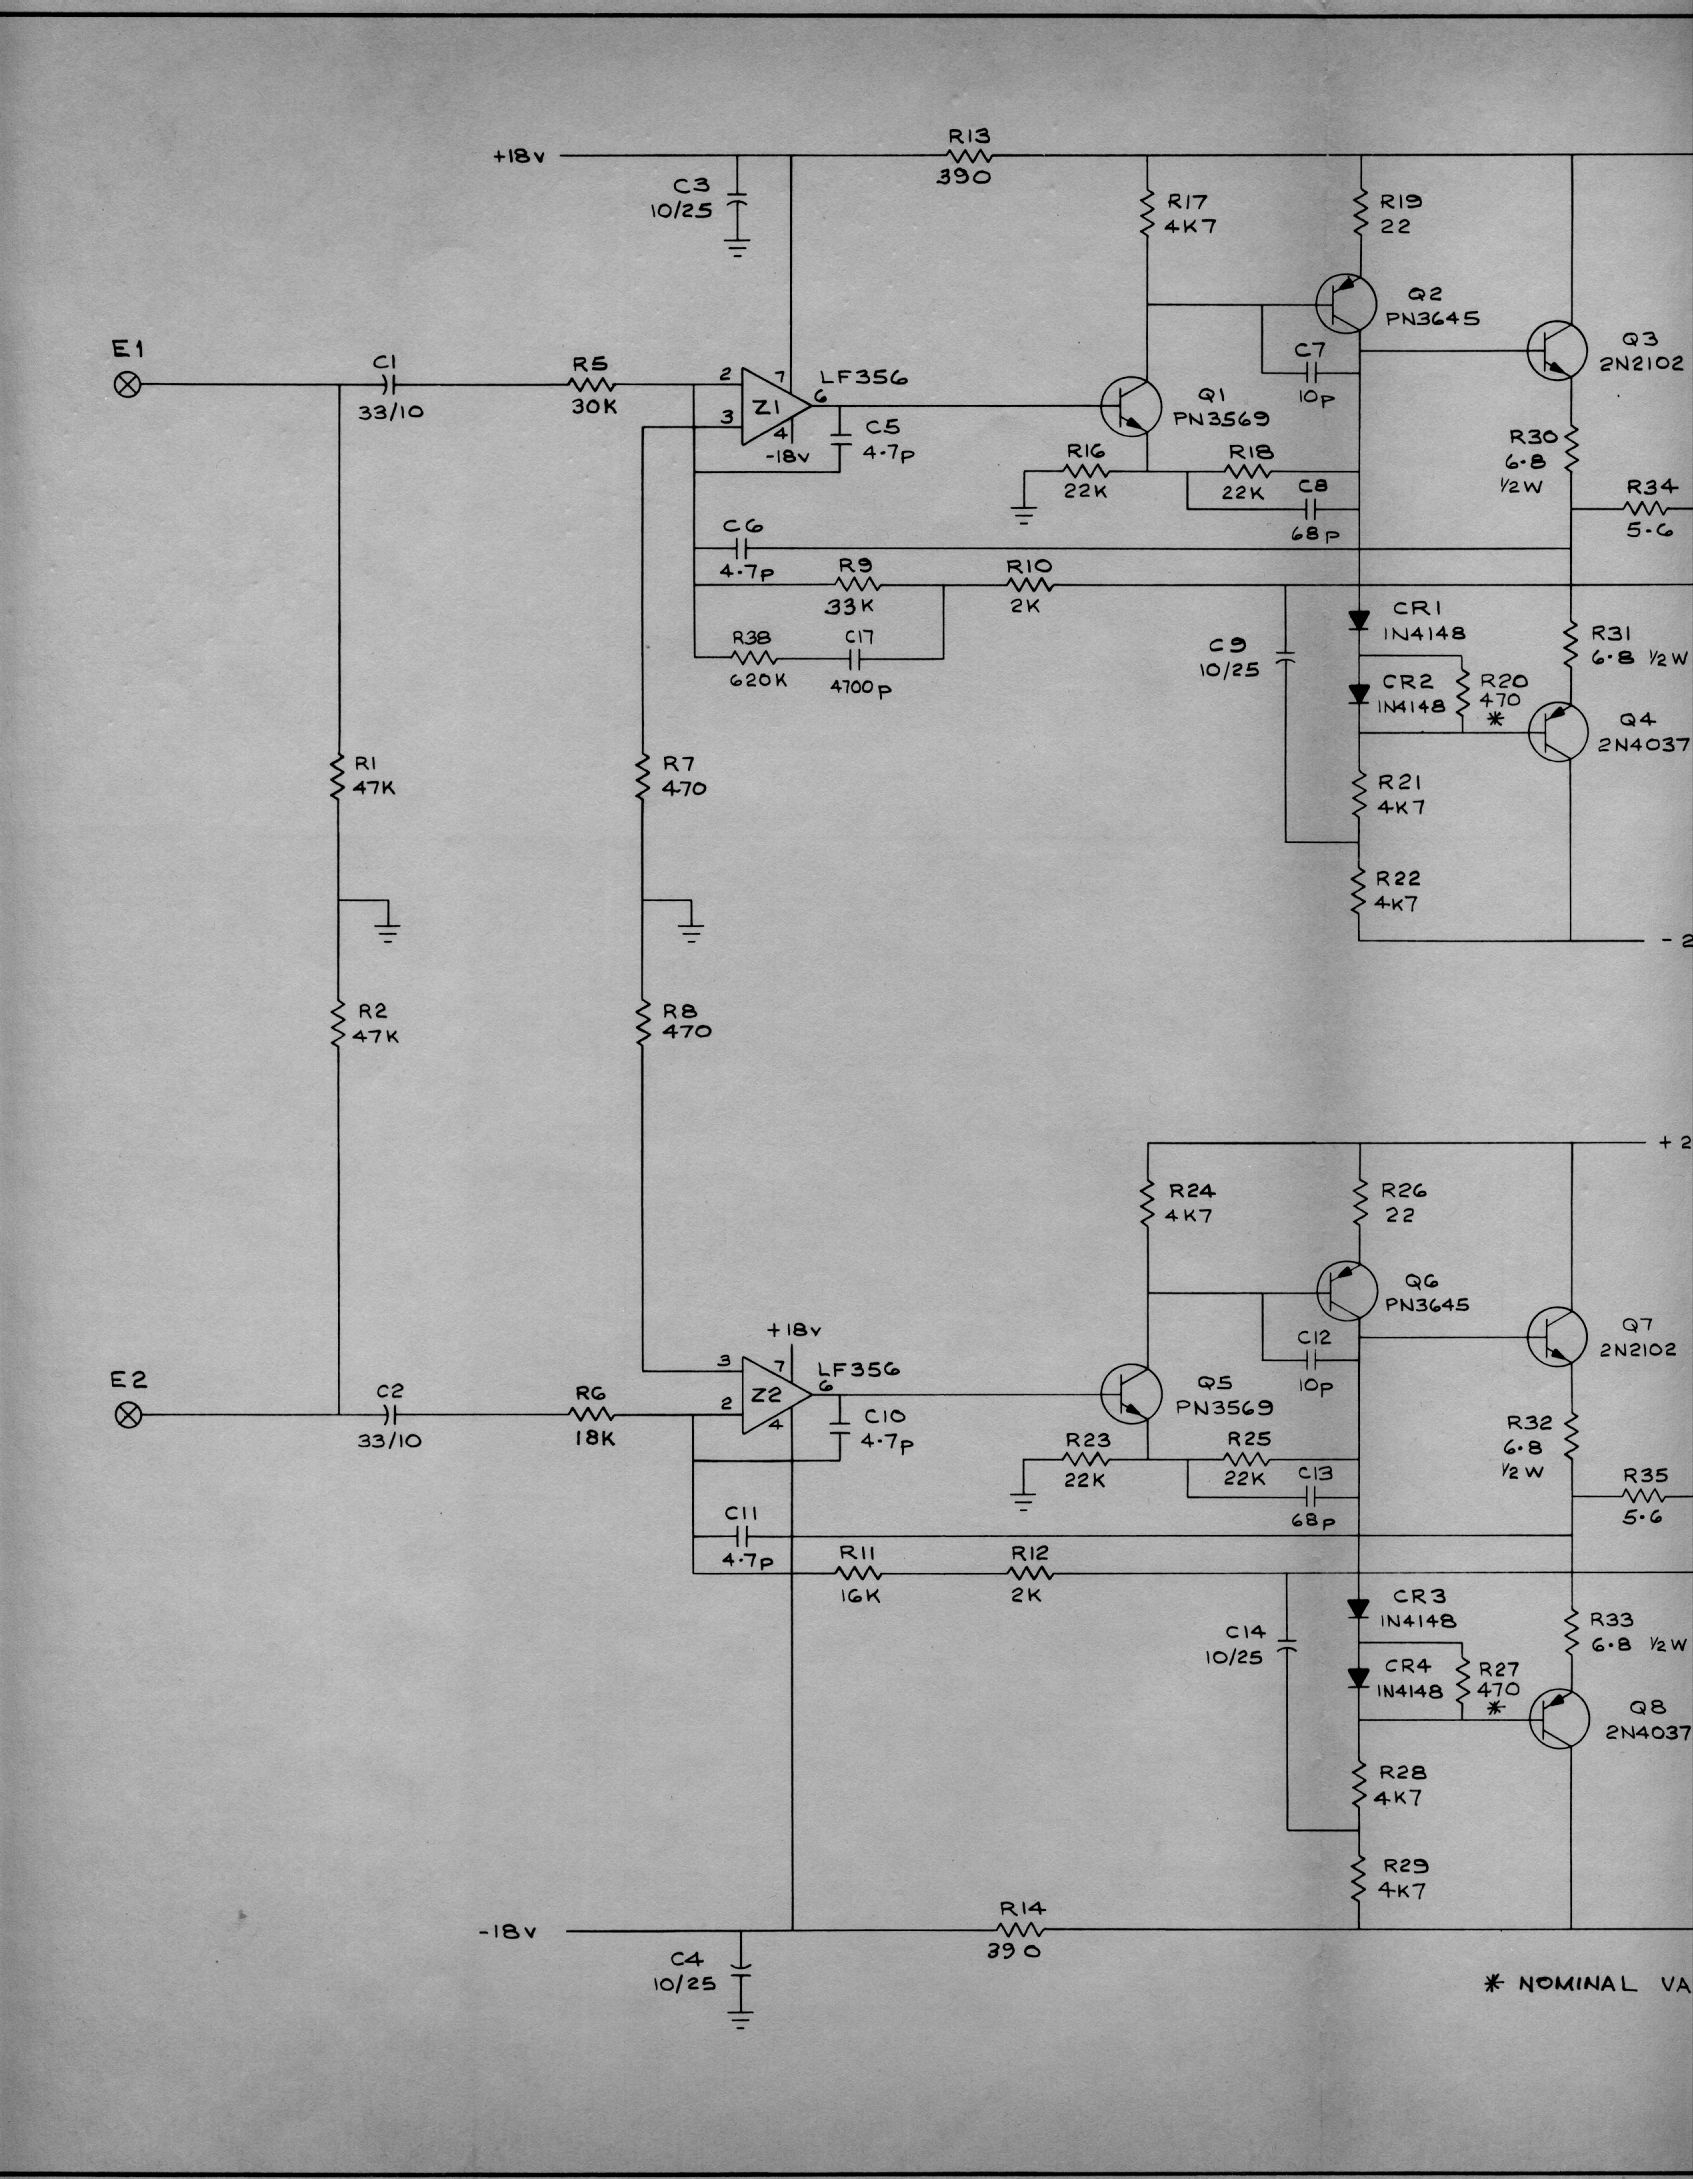 R13
+18v
390
C3
10/25
R17
4K7
R19
22
Q2
PN3645
E1
C1
33/10
R5
30K
2
7
LF356
6
Z1
3
4
-18v
C5
4.7p
Q1
PN3569
C7
10p
Q3
2N2102
R16
22K
R18
22K
C8
68p
R30
6.8
½W
R34
5.6
C6
4.7p
R9
33K
R10
2K
R38
620K
C17
4700p
C9
10/25
CR1
1N4148
CR2
1N4148
R20
470
*
R31
6.8 ½W
Q4
2N4037
R1
47K
R7
470
R21
4K7
R22
4K7
- 2
R2
47K
R8
470
+ 2
R24
4K7
R26
22
Q6
PN3645
+18v
E2
C2
33/10
R6
18K
3
7
LF356
6
Z2
2
4
C10
4.7p
Q5
PN3569
C12
10p
Q7
2N2102
R23
22K
R25
22K
C13
68p
R32
6.8
½W
R35
5.6
C11
4.7p
R11
16K
R12
2K
C14
10/25
CR3
1N4148
CR4
1N4148
R27
470
*
R33
6.8 ½W
Q8
2N4037
R28
4K7
R29
4K7
-18v
R14
390
C4
10/25
* NOMINAL VA